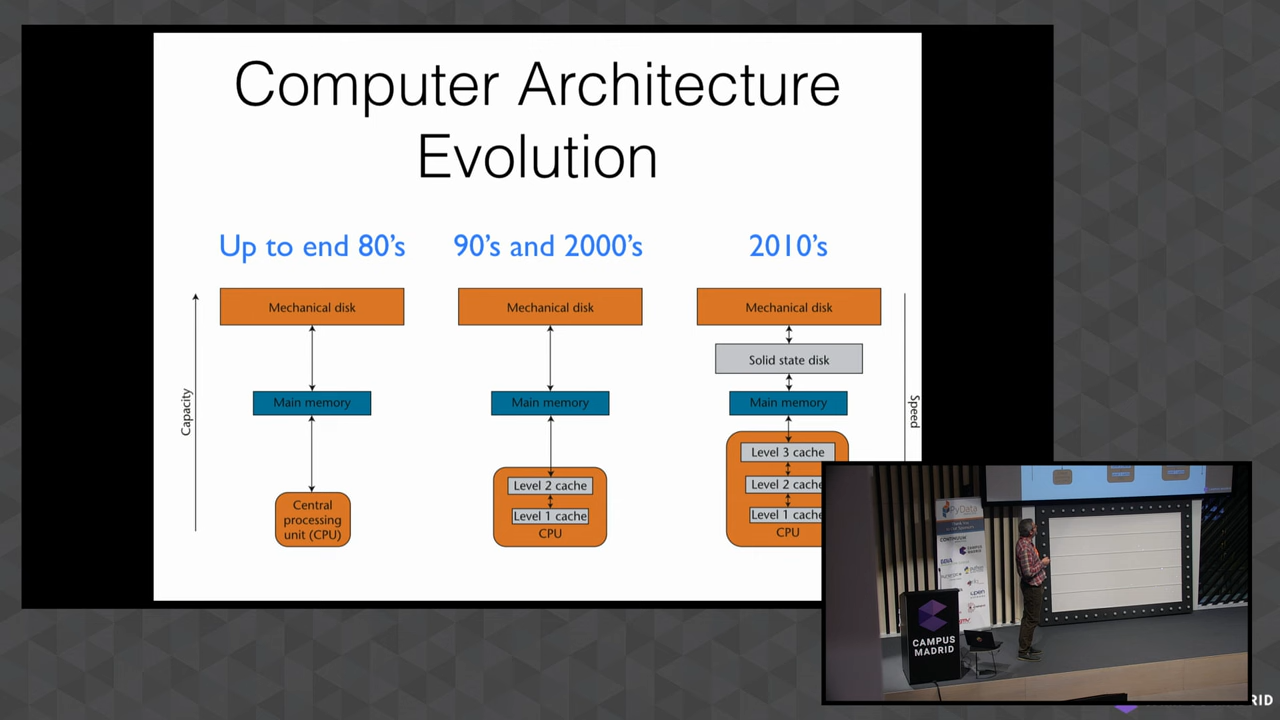 Computer Architecture
Evolution
Up to end 80's
90's and 2000's
2010's
Capacity
Mechanical disk
Main memory
Central
processing
unit (CPU)
Mechanical disk
Main memory
Level 2 cache
Level 1 cache
CPU
Mechanical disk
Solid state disk
Main memory
Level 3 cache
Level 2 cache
Level 1 cache
CPU
Speed
PyData
CAMPUS
MADRID
RID